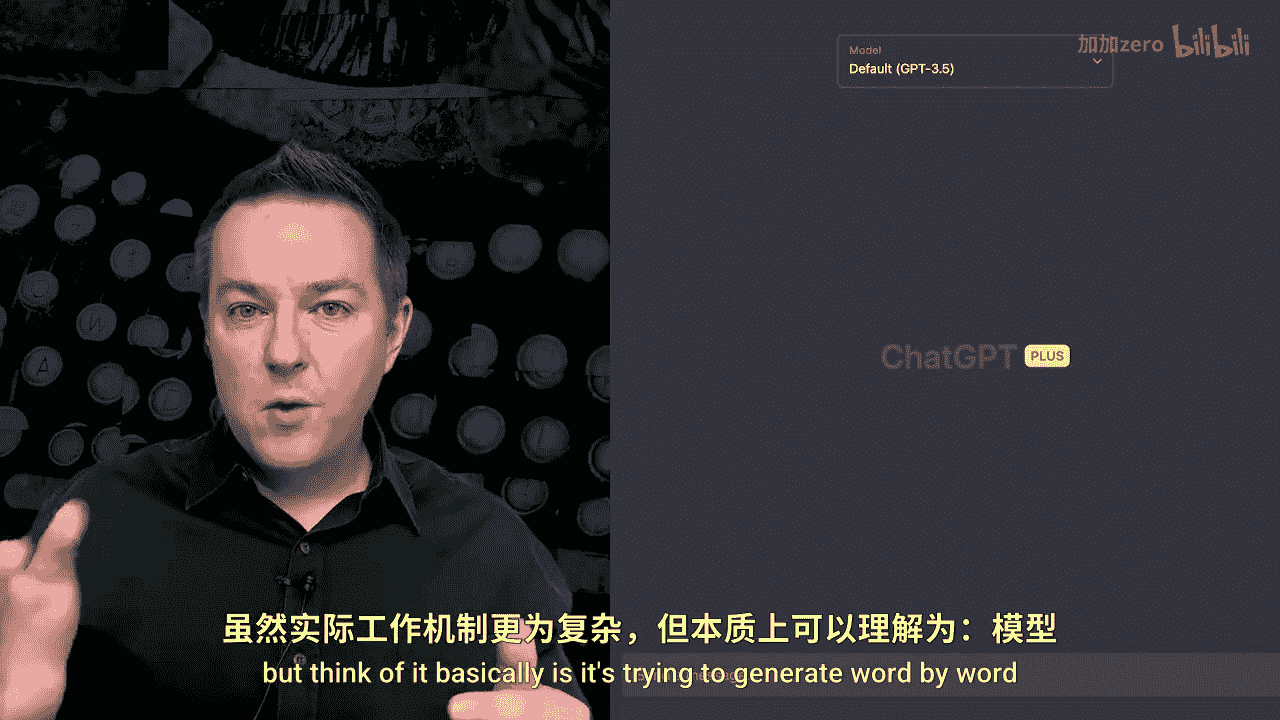 加加zero bilibili
Model
Default (GPT-3.5)
ChatGPT PLUS
虽然实际工作机制更为复杂，但本质上可以理解为：模型
but think of it basically is it's trying to generate word by word